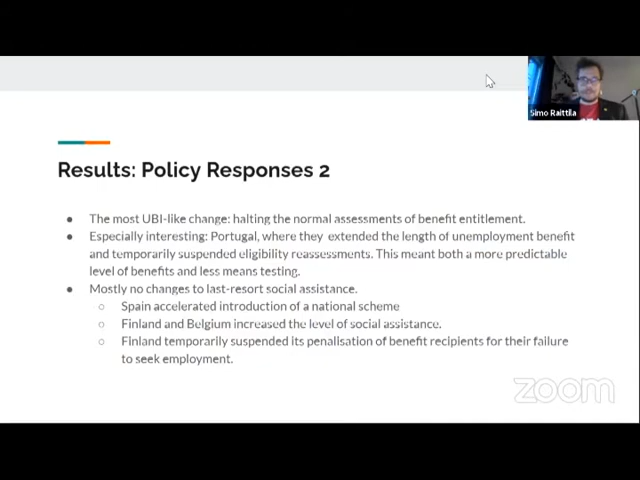 Simo Raittila
Results: Policy Responses 2
● The most UBI-like change: halting the normal assessments of benefit entitlement.
● Especially interesting: Portugal, where they extended the length of unemployment benefit
and temporarily suspended eligibility reassessments. This meant both a more predictable
level of benefits and less means testing.
● Mostly no changes to last-resort social assistance.
○ Spain accelerated introduction of a national scheme
○ Finland and Belgium increased the level of social assistance.
○ Finland temporarily suspended its penalisation of benefit recipients for their failure
to seek employment.
zoom